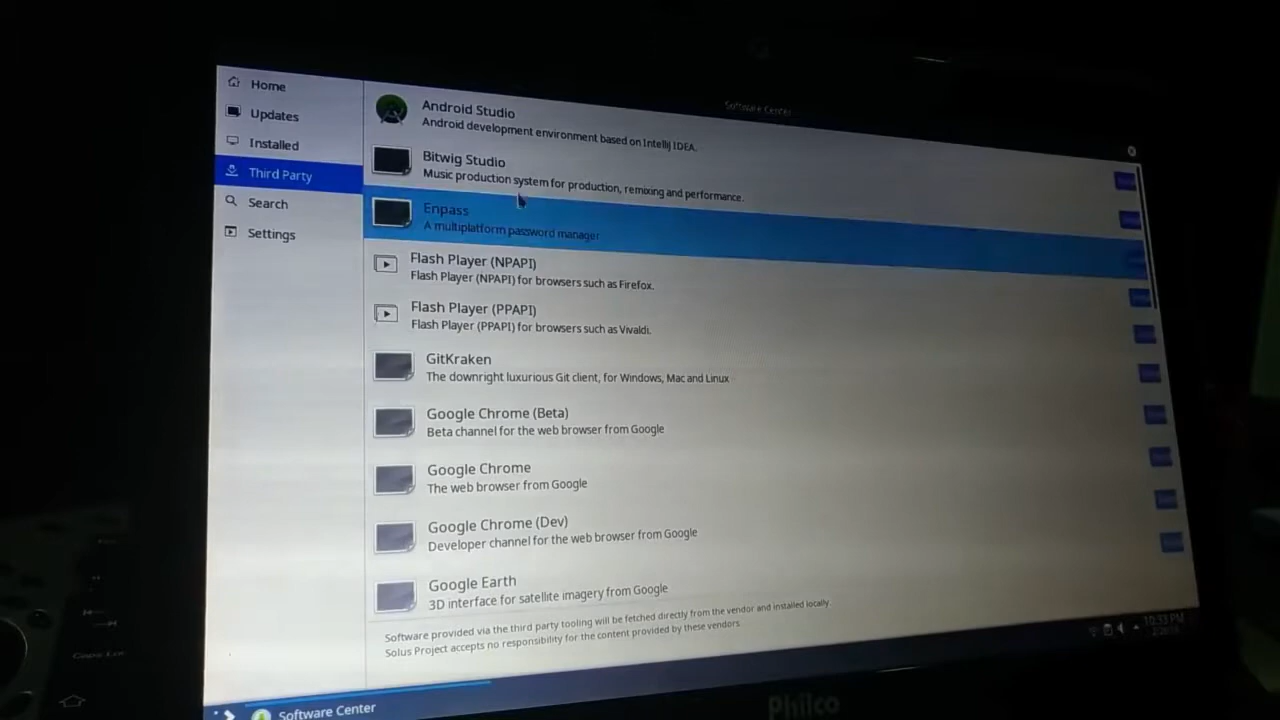 Software Center
Home
Updates
Installed
Third Party
Search
Settings
Android Studio
Android development environment based on IntelliJ IDEA.
Bitwig Studio
Music production system for production, remixing and performance.
Enpass
A multiplatform password manager
Flash Player (NPAPI)
Flash Player (NPAPI) for browsers such as Firefox.
Flash Player (PPAPI)
Flash Player (PPAPI) for browsers such as Vivaldi.
GitKraken
The downright luxurious Git client, for Windows, Mac and Linux
Google Chrome (Beta)
Beta channel for the web browser from Google
Google Chrome
The web browser from Google
Google Chrome (Dev)
Developer channel for the web browser from Google
Google Earth
3D interface for satellite imagery from Google
Software provided via the third party tooling will be fetched directly from the vendor and installed locally.
Solus Project accepts no responsibility for the content provided by these vendors
10:33 PM
Software Center
Philco